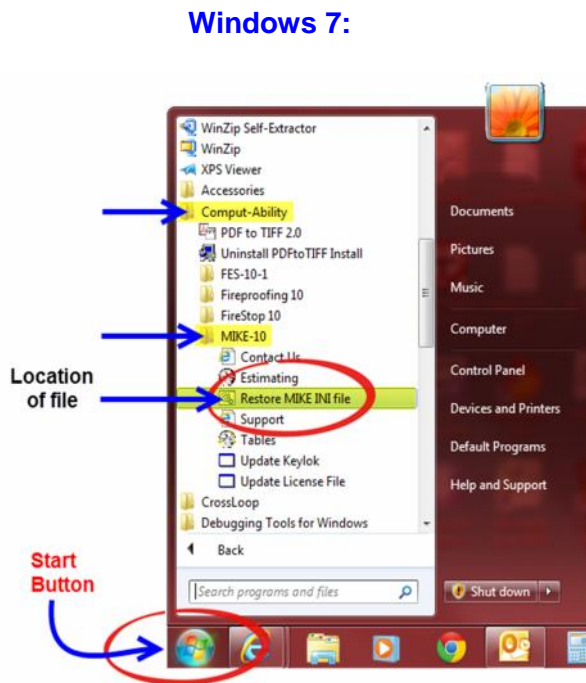 Windows 7:
WinZip Self-Extractor
WinZip
XPS Viewer
Accessories
Comput-Ability
PDF to TIFF 2.0
Uninstall PDFtoTIFF Install
FES-10-1
Fireproofing 10
FireStop 10
MIKE-10
Contact Us
Estimating
Restore MIKE INI file
Support
Tables
Update Keylok
Update License File
CrossLoop
Debugging Tools for Windows
Back
Search programs and files
Documents
Pictures
Music
Computer
Control Panel
Devices and Printers
Default Programs
Help and Support
Shut down
Location
of file
Start
Button